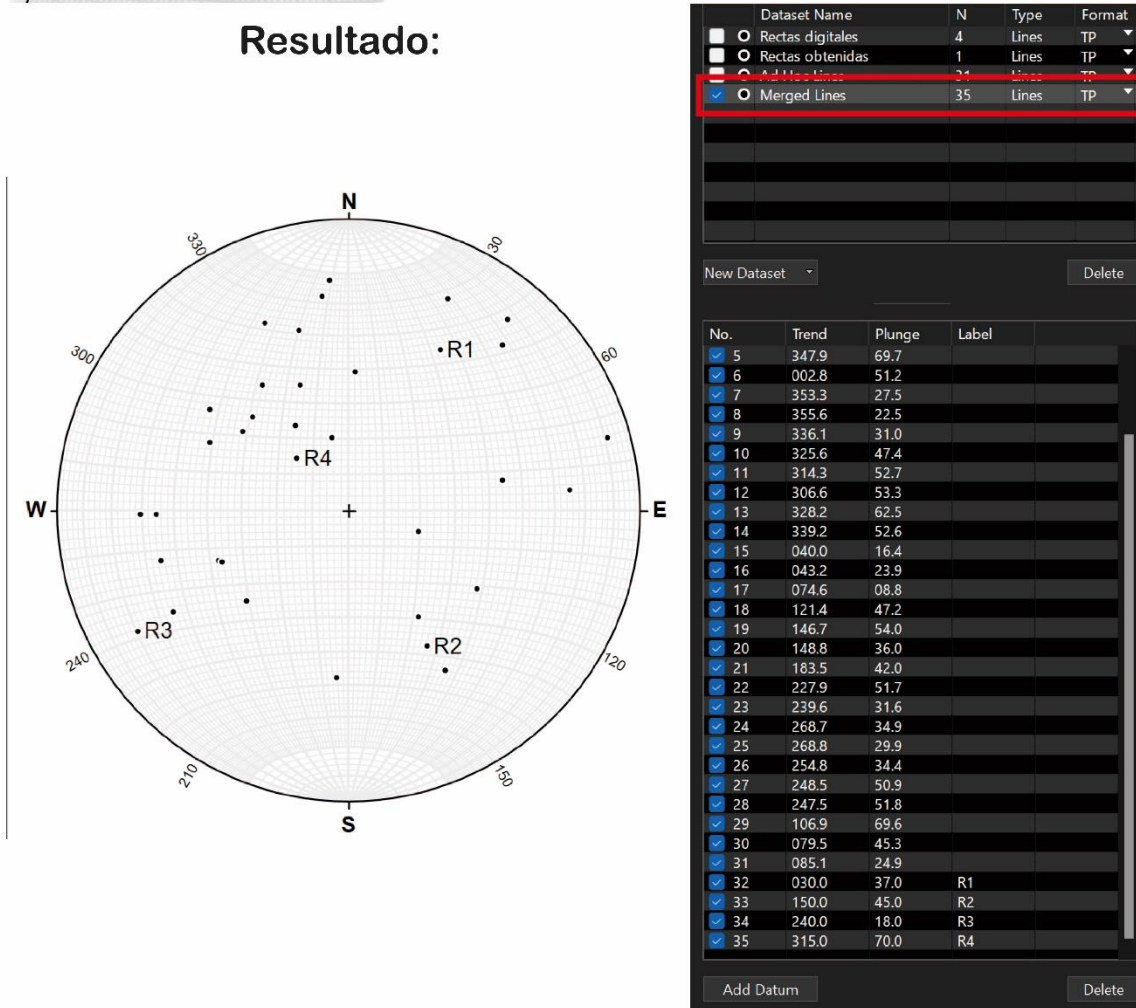 Resultado:
N
330
30
300
60
R1
R4
W
E
R3
R2
240
120
210
150
S
Dataset Name N Type Format
Rectas digitales 4 Lines TP
Rectas obtenidas 1 Lines TP
Ad Hoc Lines 31 Lines TP
Merged Lines 35 Lines TP
New Dataset Delete
No. Trend Plunge Label
5 347.9 69.7
6 002.8 51.2
7 353.3 27.5
8 355.6 22.5
9 336.1 31.0
10 325.6 47.4
11 314.3 52.7
12 306.6 53.3
13 328.2 62.5
14 339.2 52.6
15 040.0 16.4
16 043.2 23.9
17 074.6 08.8
18 121.4 47.2
19 146.7 54.0
20 148.8 36.0
21 183.5 42.0
22 227.9 51.7
23 239.6 31.6
24 268.7 34.9
25 268.8 29.9
26 254.8 34.4
27 248.5 50.9
28 247.5 51.8
29 106.9 69.6
30 079.5 45.3
31 085.1 24.9
32 030.0 37.0 R1
33 150.0 45.0 R2
34 240.0 18.0 R3
35 315.0 70.0 R4
Add Datum Delete